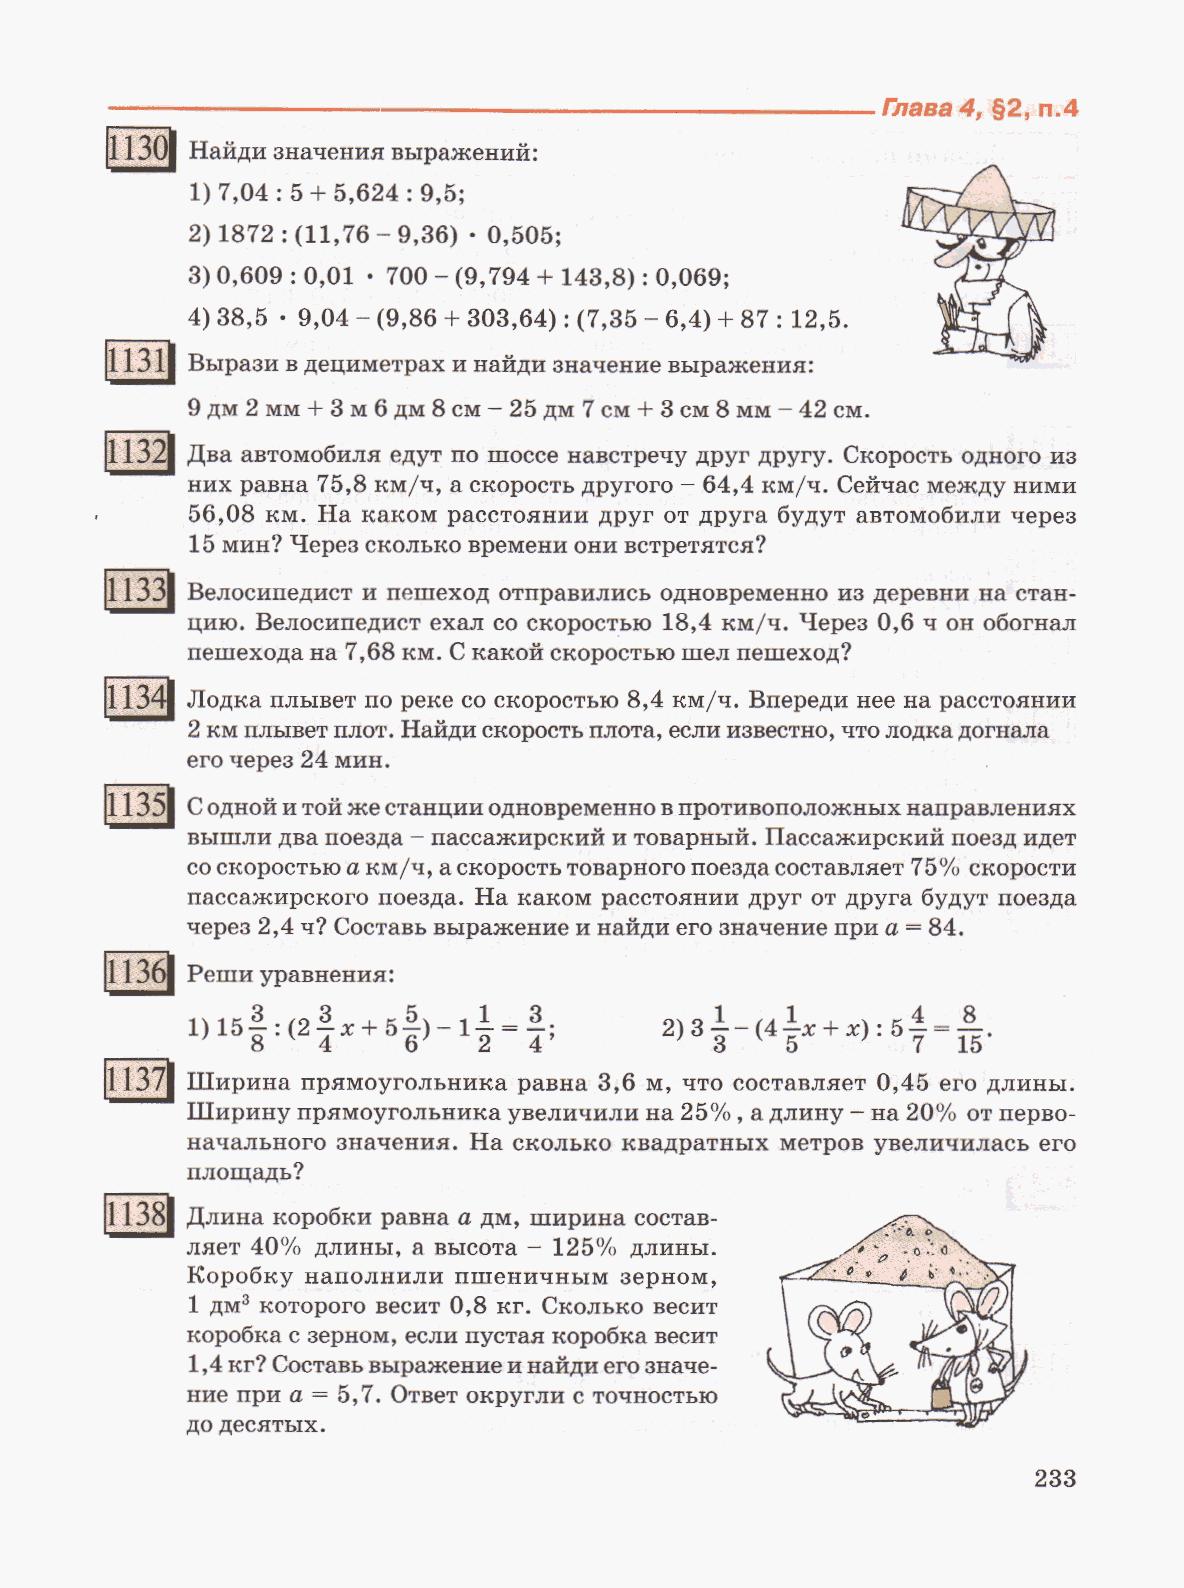 Глава 4, §2, п.4
1130 Найди значения выражений:
1) 7,04 : 5 + 5,624 : 9,5;
2) 1872 : (11,76 – 9,36) · 0,505;
3) 0,609 : 0,01 · 700 – (9,794 + 143,8) : 0,069;
4) 38,5 · 9,04 – (9,86 + 303,64) : (7,35 – 6,4) + 87 : 12,5.
1131 Вырази в дециметрах и найди значение выражения:
9 дм 2 мм + 3 м 6 дм 8 см – 25 дм 7 см + 3 см 8 мм – 42 см.
1132 Два автомобиля едут по шоссе навстречу друг другу. Скорость одного из
них равна 75,8 км/ч, а скорость другого – 64,4 км/ч. Сейчас между ними
56,08 км. На каком расстоянии друг от друга будут автомобили через
15 мин? Через сколько времени они встретятся?
1133 Велосипедист и пешеход отправились одновременно из деревни на стан-
цию. Велосипедист ехал со скоростью 18,4 км/ч. Через 0,6 ч он обогнал
пешехода на 7,68 км. С какой скоростью шел пешеход?
1134 Лодка плывет по реке со скоростью 8,4 км/ч. Впереди нее на расстоянии
2 км плывет плот. Найди скорость плота, если известно, что лодка догнала
его через 24 мин.
1135 С одной и той же станции одновременно в противоположных направлениях
вышли два поезда – пассажирский и товарный. Пассажирский поезд идет
со скоростью a км/ч, а скорость товарного поезда составляет 75% скорости
пассажирского поезда. На каком расстоянии друг от друга будут поезда
через 2,4 ч? Составь выражение и найди его значение при a = 84.
1136 Реши уравнения:
1) 15 3/8 : (2 3/4 x + 5 5/6) – 1 1/2 = 3/4; 2) 3 1/3 – (4 1/5 x + x) : 5 4/7 = 8/15.
1137 Ширина прямоугольника равна 3,6 м, что составляет 0,45 его длины.
Ширину прямоугольника увеличили на 25%, а длину – на 20% от перво-
начального значения. На сколько квадратных метров увеличилась его
площадь?
1138 Длина коробки равна a дм, ширина состав-
ляет 40% длины, а высота – 125% длины.
Коробку наполнили пшеничным зерном,
1 дм³ которого весит 0,8 кг. Сколько весит
коробка с зерном, если пустая коробка весит
1,4 кг? Составь выражение и найди его значе-
ние при a = 5,7. Ответ округли с точностью
до десятых.
233